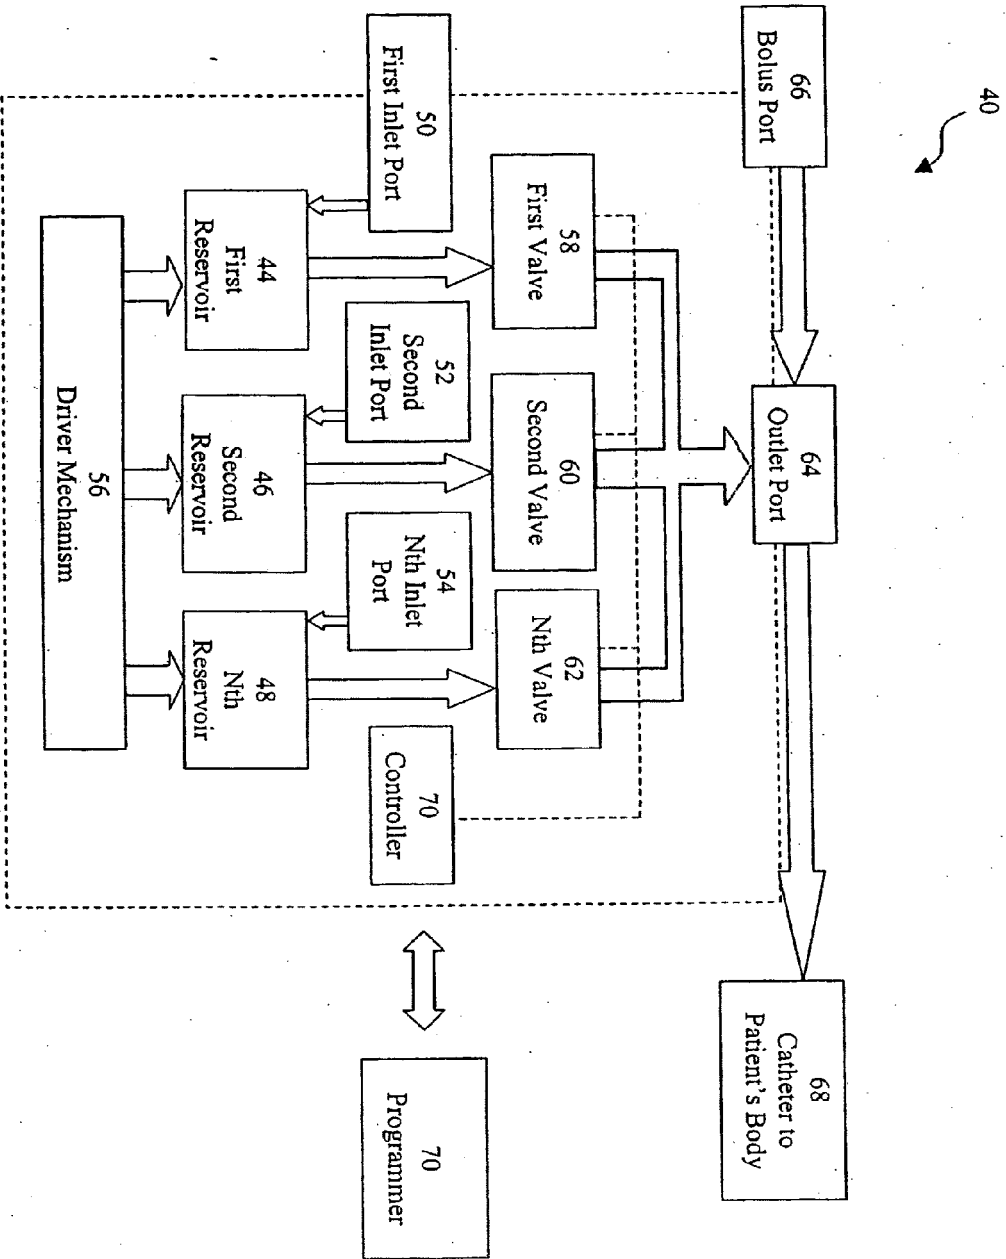 40
66
Bolus Port
64
Outlet Port
68
Catheter to
Patient's Body
58
First Valve
60
Second Valve
62
Nth Valve
50
First Inlet Port
52
Second
Inlet Port
54
Nth Inlet
Port
70
Controller
70
Programmer
44
First
Reservoir
46
Second
Reservoir
48
Nth
Reservoir
56
Driver Mechanism